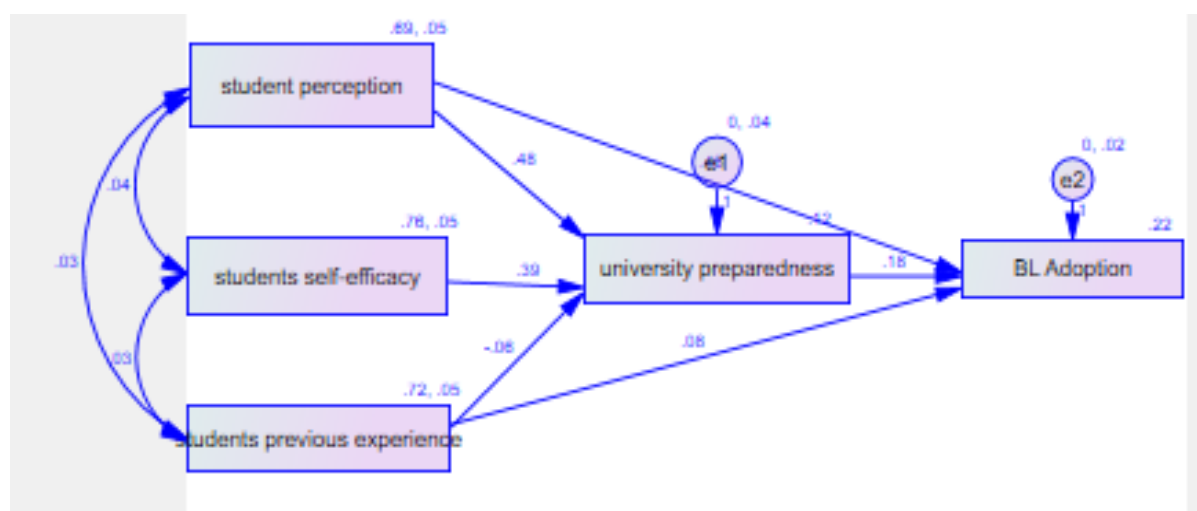 .69, .05
student perception
0, .04
.48
e1
0, .02
e2
.04
1
1
.12
.76, .05
.22
.03
students self-efficacy
.39
university preparedness
.18
BL Adoption
.03
-.06
.08
.72, .05
students previous experience